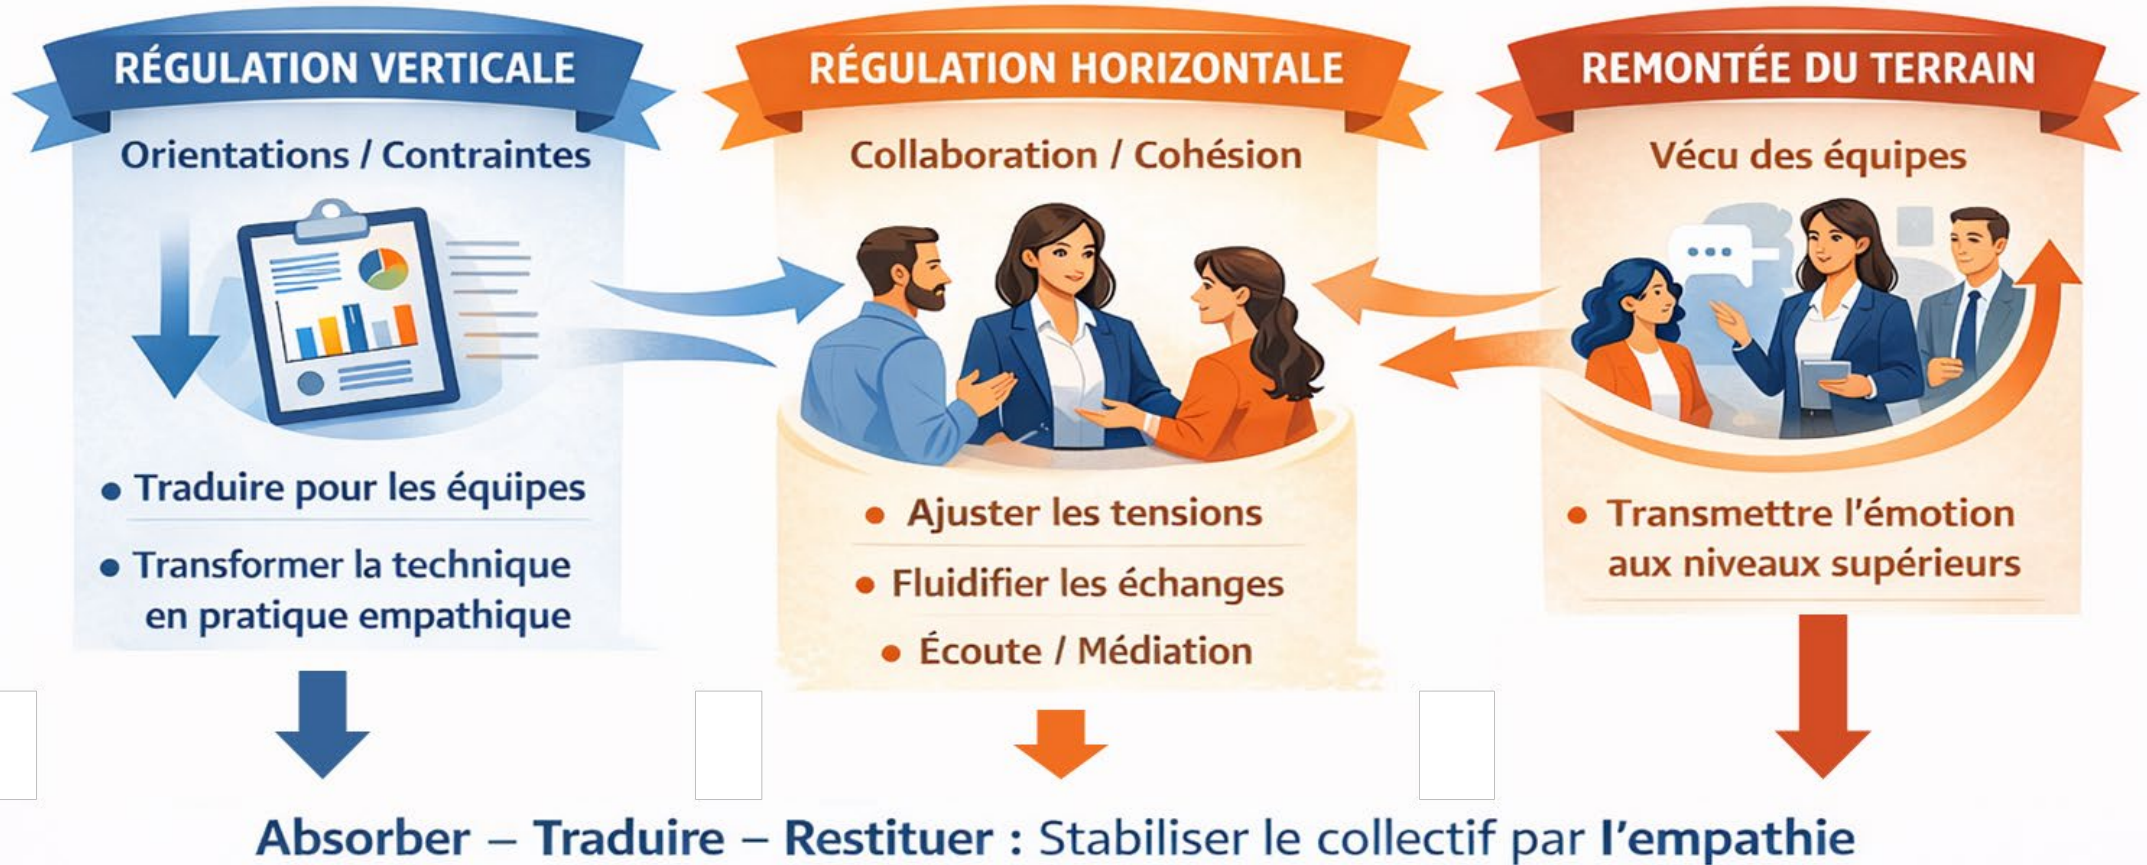 RÉGULATION VERTICALE
Orientations / Contraintes
• Traduire pour les équipes
• Transformer la technique
en pratique empathique
RÉGULATION HORIZONTALE
Collaboration / Cohésion
• Ajuster les tensions
• Fluidifier les échanges
• Écoute / Médiation
REMONTÉE DU TERRAIN
Vécu des équipes
• Transmettre l'émotion
aux niveaux supérieurs
Absorber – Traduire – Restituer : Stabiliser le collectif par l'empathie